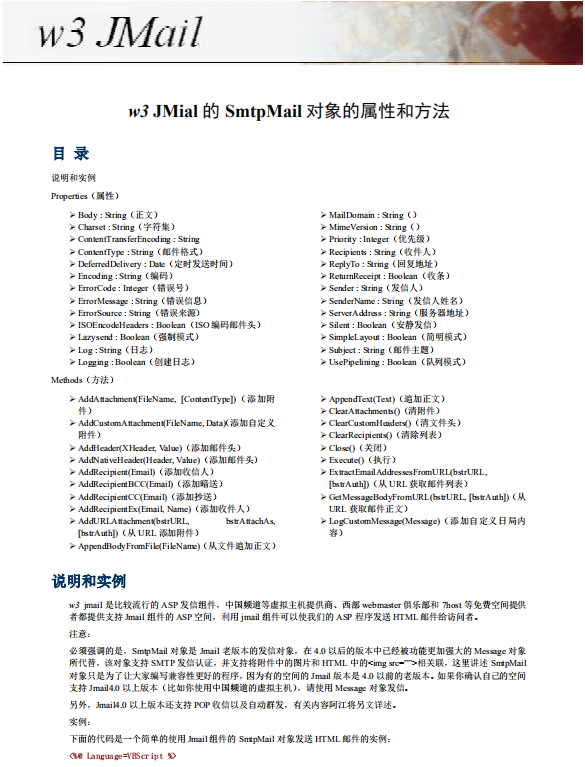 w3 JMail
w3 JMial 的 SmtpMail 对象的属性和方法
目 录
说明和实例
Properties（属性）
➢ Body : String（正文）
➢ Charset : String（字符集）
➢ ContentTransferEncoding : String
➢ ContentType : String（邮件格式）
➢ DeferredDelivery : Date（定时发送时间）
➢ Encoding : String（编码）
➢ ErrorCode : Integer（错误号）
➢ ErrorMessage : String（错误信息）
➢ ErrorSource : String（错误来源）
➢ ISOEncodeHeaders : Boolean（ISO 编码邮件头）
➢ Lazysend : Boolean（强制模式）
➢ Log : String（日志）
➢ Logging : Boolean（创建日志）
➢ MailDomain : String（）
➢ MimeVersion : String（）
➢ Priority : Integer（优先级）
➢ Recipients : String（收件人）
➢ ReplyTo : String（回复地址）
➢ ReturnReceipt : Boolean（收条）
➢ Sender : String（发信人）
➢ SenderName : String（发信人姓名）
➢ ServerAddress : String（服务器地址）
➢ Silent : Boolean（安静发信）
➢ SimpleLayout : Boolean（简明模式）
➢ Subject : String（邮件主题）
➢ UsePipelining : Boolean（队列模式）
Methods（方法）
➢ AddAttachment(FileName, [ContentType])（添加附
件）
➢ AddCustomAttachment(FileName, Data)（添加自定义
附件）
➢ AddHeader(XHeader, Value)（添加邮件头）
➢ AddNativeHeader(Header, Value)（添加邮件头）
➢ AddRecipient(Email)（添加收信人）
➢ AddRecipientBCC(Email)（添加暗送）
➢ AddRecipientCC(Email)（添加抄送）
➢ AddRecipientEx(Email, Name)（添加收件人）
➢ AddURLAttachment(bstrURL, bstrAttachAs,
[bstrAuth])（从 URL 添加附件）
➢ AppendBodyFromFile(FileName)（从文件追加正文）
➢ AppendText(Text)（追加正文）
➢ ClearAttachments()（清附件）
➢ ClearCustomHeaders()（清文件头）
➢ ClearRecipients()（清除列表）
➢ Close()（关闭）
➢ Execute()（执行）
➢ ExtractEmailAddressesFromURL(bstrURL,
[bstrAuth])（从 URL 获取邮件列表）
➢ GetMessageBodyFromURL(bstrURL, [bstrAuth])（从
URL 获取邮件正文）
➢ LogCustomMessage(Message)（添加自定义日局内
容）
说明和实例
w3 jmail 是比较流行的 ASP 发信组件，中国频道等虚拟主机提供商、西部 webmaster 俱乐部和 7host 等免费空间提供
者都提供支持 Jmail 组件的 ASP 空间，利用 jmail 组件可以使我们的 ASP 程序发送 HTML 邮件给访问者。
注意：
必须强调的是，SmtpMail 对象是 Jmail 老版本的发信对象，在 4.0 以后的版本中已经被功能更加强大的 Message 对象
所代替，该对象支持 SMTP 发信认证，并支持将附件中的图片和 HTML 中的<img src="">相关联，这里讲述 SmtpMail
对象只是为了让大家编写兼容性更好的程序，因为有的空间的 Jmail 版本是 4.0 以前的老版本。如果你确认自己的空间
支持 Jmail4.0 以上版本（比如你使用中国频道的虚拟主机），请使用 Message 对象发信。
另外，Jmail4.0 以上版本还支持 POP 收信以及自动群发，有关内容阿江将另文详述。
实例：
下面的代码是一个简单的使用 Jmail 组件的 SmtpMail 对象发送 HTML 邮件的实例：
<%@ Language=VBScript %>